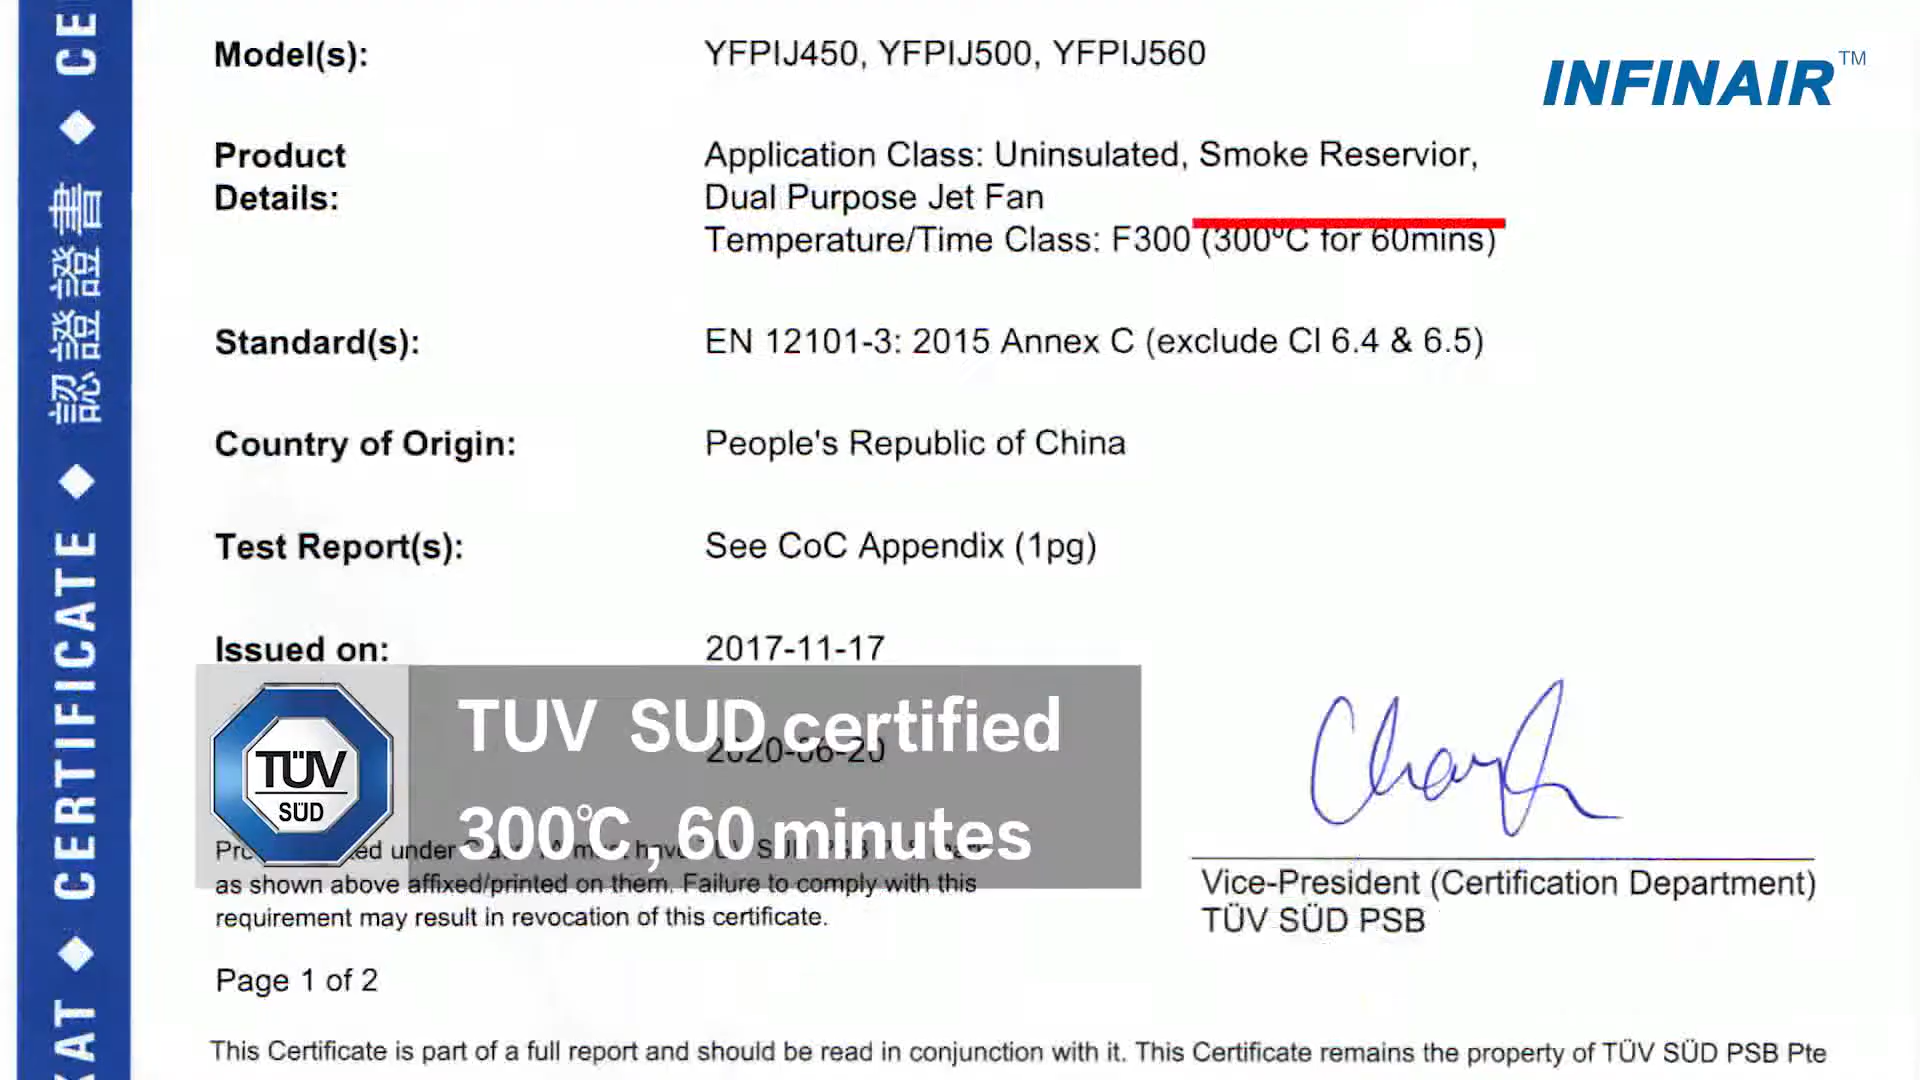 CE
認證證書
CERTIFICATE
KAT
Model(s):
YFPIJ450, YFPIJ500, YFPIJ560
INFINAIR™
Product
Details:
Application Class: Uninsulated, Smoke Reservior,
Dual Purpose Jet Fan
Temperature/Time Class: F300 (300ºC for 60mins)
Standard(s):
EN 12101-3: 2015 Annex C (exclude Cl 6.4 & 6.5)
Country of Origin:
People's Republic of China
Test Report(s):
See CoC Appendix (1pg)
Issued on:
2017-11-17
TÜV
SÜD
TUV SUD certified
2020-06-20
300℃, 60 minutes
under have
as shown above affixed/printed on them. Failure to comply with this
requirement may result in revocation of this certificate.
Vice-President (Certification Department)
TÜV SÜD PSB
Page 1 of 2
This Certificate is part of a full report and should be read in conjunction with it. This Certificate remains the property of TÜV SÜD PSB Pte